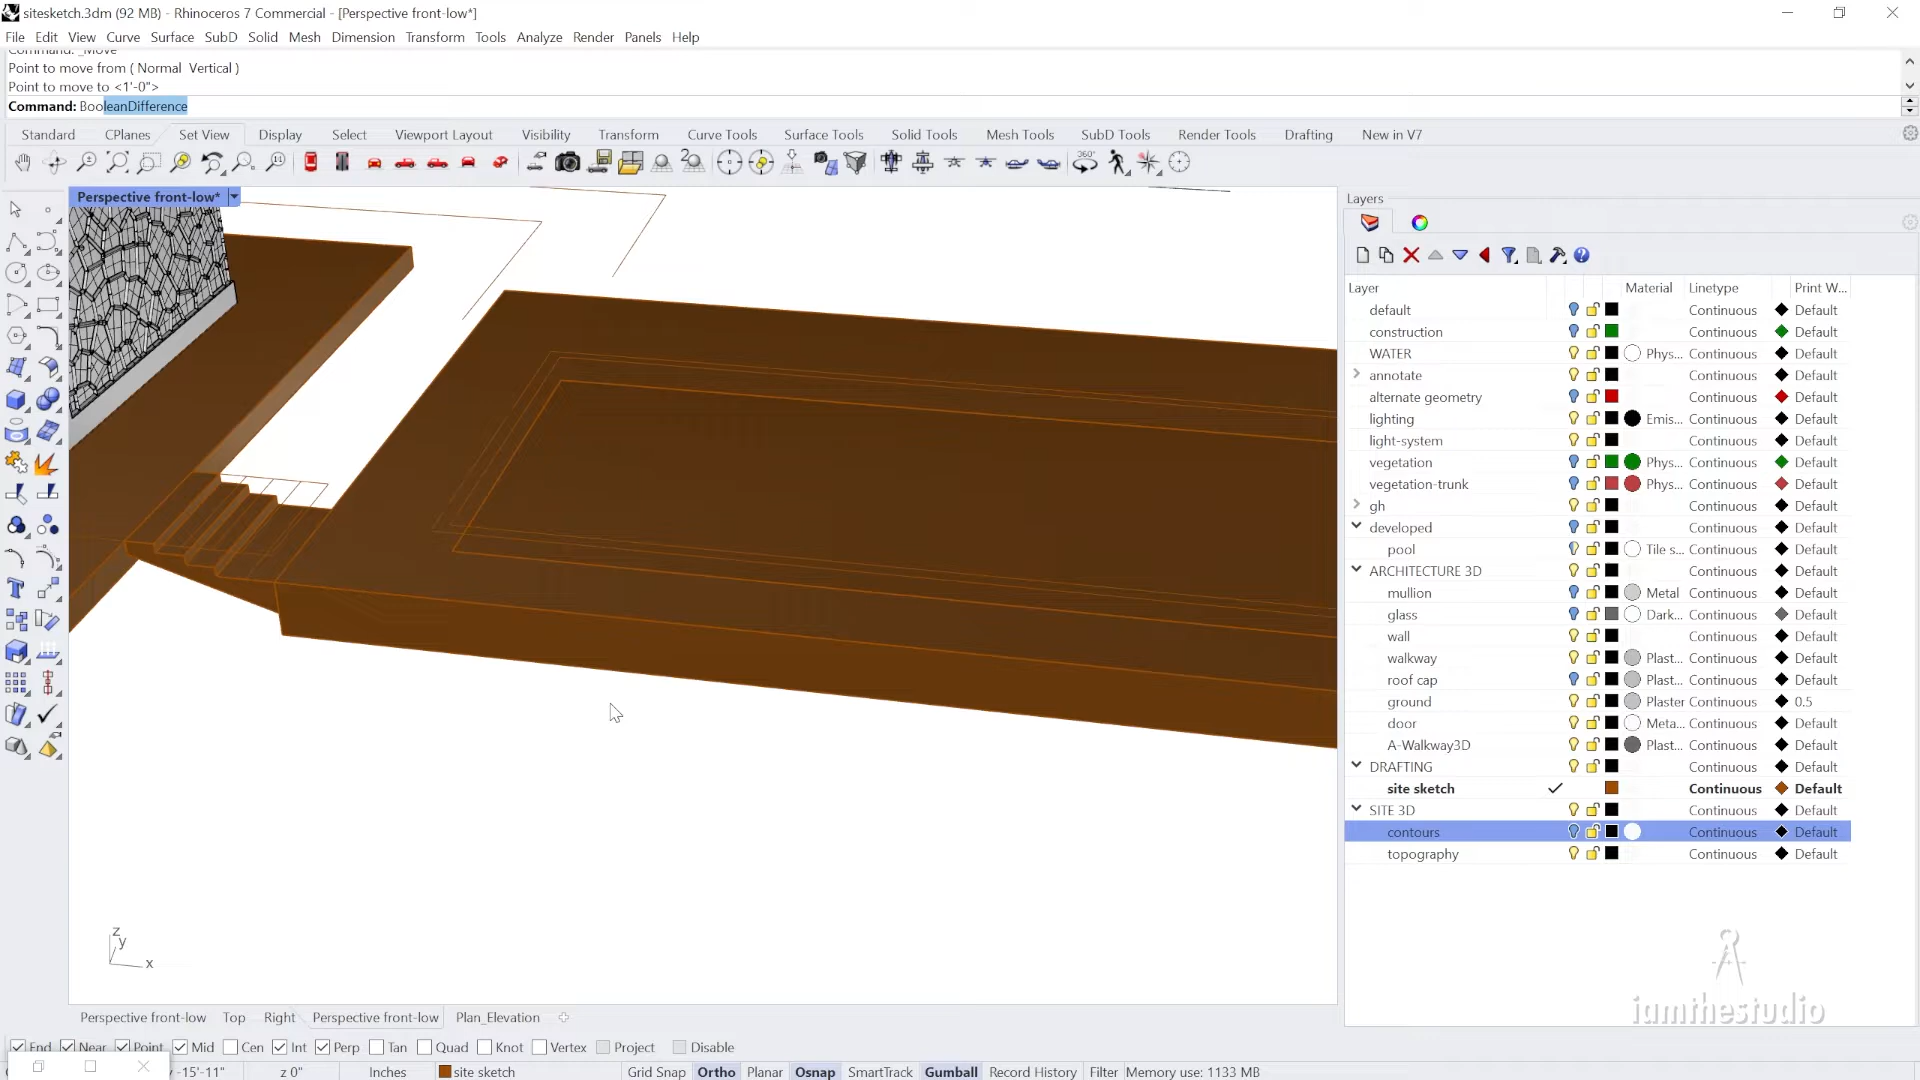 sitesketch.3dm (92 MB) - Rhinoceros 7 Commercial - [Perspective front-low*]
File Edit View Curve Surface SubD Solid Mesh Dimension Transform Tools Analyze Render Panels Help
Command: _Move
Point to move from ( Normal Vertical )
Point to move to <1'-0">
Command: BooleanDifference
Standard CPlanes Set View Display Select Viewport Layout Visibility Transform Curve Tools Surface Tools Solid Tools Mesh Tools SubD Tools Render Tools Drafting New in V7
Perspective front-low*
Layers
Layer Material Linetype Print W...
default Continuous Default
construction Continuous Default
WATER Phys... Continuous Default
annotate Continuous Default
alternate geometry Continuous Default
lighting Emis... Continuous Default
light-system Continuous Default
vegetation Phys... Continuous Default
vegetation-trunk Phys... Continuous Default
gh Continuous Default
developed Continuous Default
pool Tile s... Continuous Default
ARCHITECTURE 3D Continuous Default
mullion Metal Continuous Default
glass Dark... Continuous Default
wall Continuous Default
walkway Plast... Continuous Default
roof cap Plast... Continuous Default
ground Plaster Continuous 0.5
door Meta... Continuous Default
A-Walkway3D Plast... Continuous Default
DRAFTING Continuous Default
site sketch Continuous Default
SITE 3D Continuous Default
contours Continuous Default
topography Continuous Default
z
y
x
iamthestudio
Perspective front-low Top Right Perspective front-low Plan_Elevation
End Near Point Mid Cen Int Perp Tan Quad Knot Vertex Project Disable
-15'-11" z 0" Inches site sketch Grid Snap Ortho Planar Osnap SmartTrack Gumball Record History Filter Memory use: 1133 MB